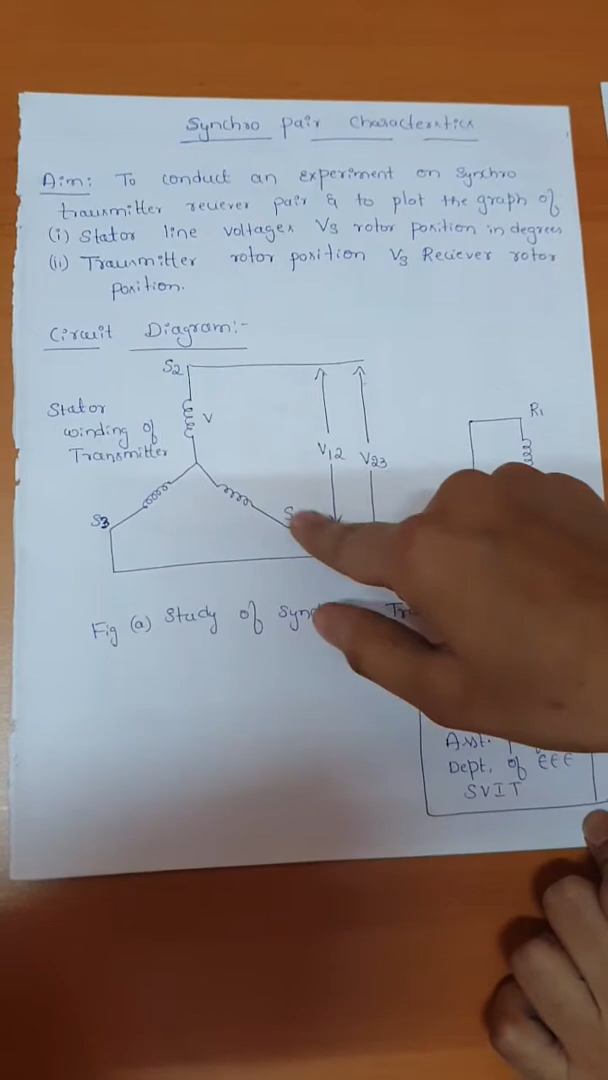 Synchro pair Characteristics
Aim: To conduct an experiment on Synchro
transmitter reciever pair & to plot the graph of
(i) Stator line voltages Vs rotor position in degrees
(ii) Transmitter rotor position Vs Reciever rotor
position.
Circuit Diagram:-
S2
Stator
winding of
Transmitter
V
V12
V23
R1
S3
S
Fig (a) Study of Syn
Asst.
Dept. of EEE
SVIT